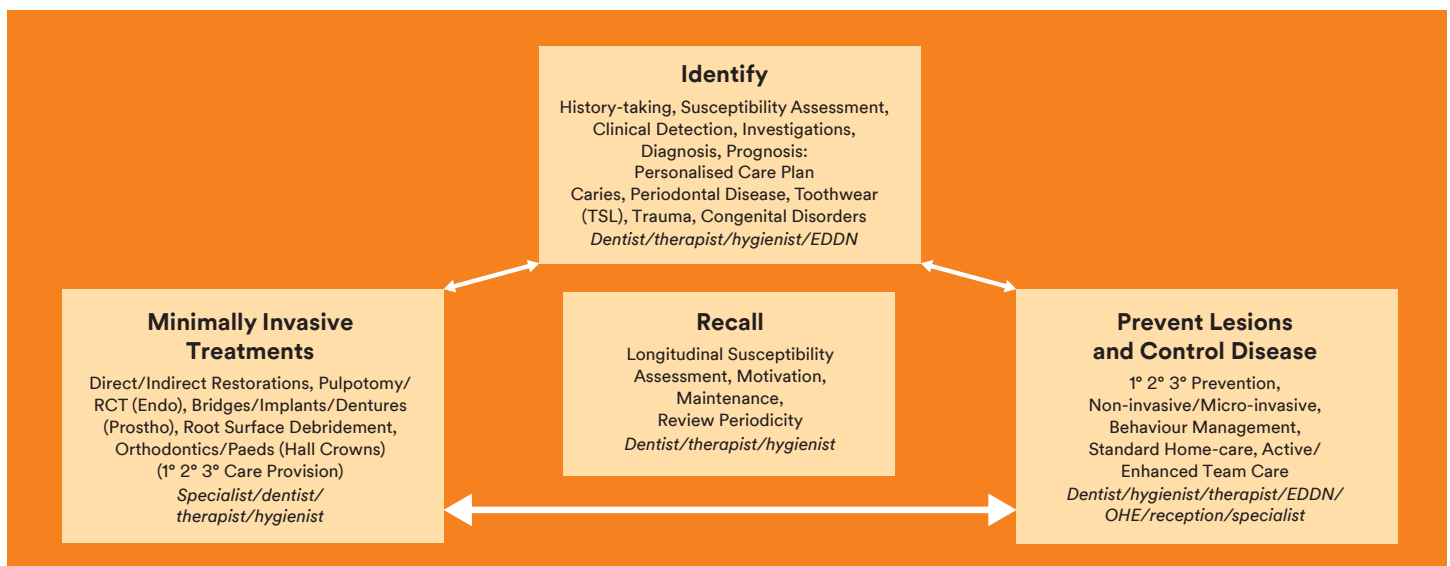 Identify
History-taking, Susceptibility Assessment,
Clinical Detection, Investigations,
Diagnosis, Prognosis:
Personalised Care Plan
Caries, Periodontal Disease, Toothwear
(TSL), Trauma, Congenital Disorders
Dentist/therapist/hygienist/EDDN
Minimally Invasive
Treatments
Direct/Indirect Restorations, Pulpotomy/
RCT (Endo), Bridges/Implants/Dentures
(Prostho), Root Surface Debridement,
Orthodontics/Paeds (Hall Crowns)
(1° 2° 3° Care Provision)
Specialist/dentist/
therapist/hygienist
Recall
Longitudinal Susceptibility
Assessment, Motivation,
Maintenance,
Review Periodicity
Dentist/therapist/hygienist
Prevent Lesions
and Control Disease
1° 2° 3° Prevention,
Non-invasive/Micro-invasive,
Behaviour Management,
Standard Home-care, Active/
Enhanced Team Care
Dentist/hygienist/therapist/EDDN/
OHE/reception/specialist